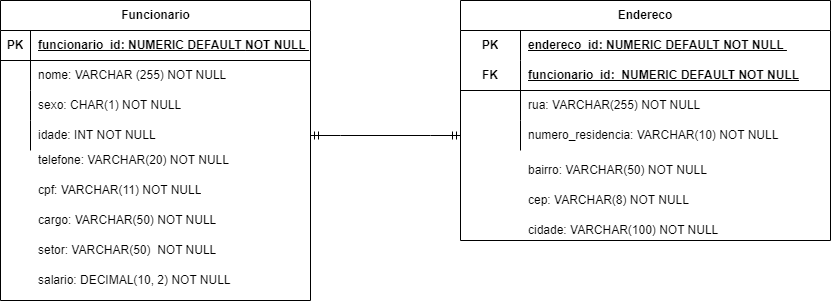 Funcionario
PK funcionario_id: NUMERIC DEFAULT NOT NULL
nome: VARCHAR (255) NOT NULL
sexo: CHAR(1) NOT NULL
idade: INT NOT NULL
telefone: VARCHAR(20) NOT NULL
cpf: VARCHAR(11) NOT NULL
cargo: VARCHAR(50) NOT NULL
setor: VARCHAR(50) NOT NULL
salario: DECIMAL(10, 2) NOT NULL
Endereco
PK endereco_id: NUMERIC DEFAULT NOT NULL
FK funcionario_id: NUMERIC DEFAULT NOT NULL
rua: VARCHAR(255) NOT NULL
numero_residencia: VARCHAR(10) NOT NULL
bairro: VARCHAR(50) NOT NULL
cep: VARCHAR(8) NOT NULL
cidade: VARCHAR(100) NOT NULL